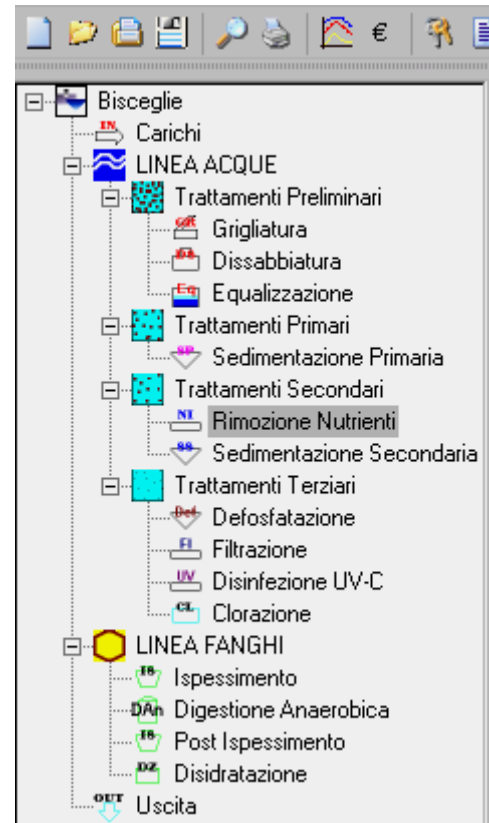 €
Bisceglie
IN Carichi
LINEA ACQUE
Trattamenti Preliminari
Grigliatura
Dissabbiatura
Eq Equalizzazione
Trattamenti Primari
SP Sedimentazione Primaria
Trattamenti Secondari
NI Rimozione Nutrienti
SS Sedimentazione Secondaria
Trattamenti Terziari
Def Defosfatazione
FI Filtrazione
UV Disinfezione UV-C
CL Clorazione
LINEA FANGHI
IS Ispessimento
DAn Digestione Anaerobica
IS Post Ispessimento
DZ Disidratazione
OUT Uscita